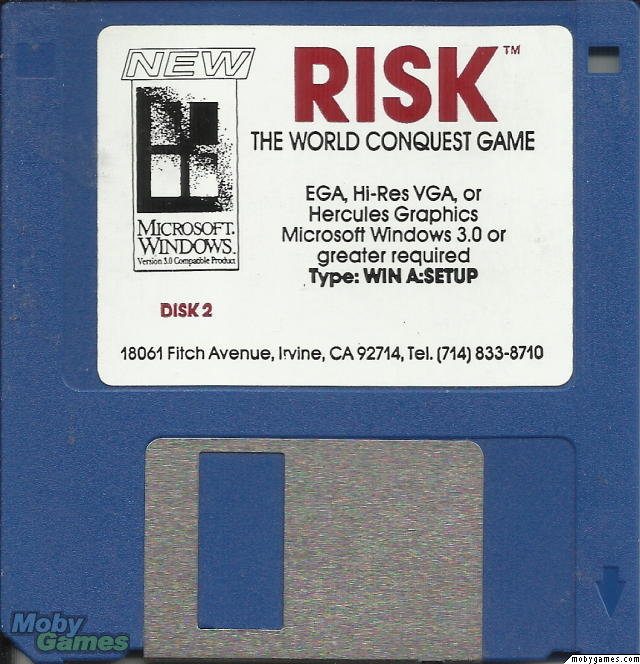 NEW
RISK™
THE WORLD CONQUEST GAME
EGA, Hi-Res VGA, or
Hercules Graphics
Microsoft Windows 3.0 or
greater required
Type: WIN A:SETUP
MICROSOFT.
WINDOWS.
Version 3.0 Compatible Product
DISK 2
18061 Fitch Avenue, Irvine, CA 92714, Tel. (714) 833-8710
Moby
Games
mobygames.com